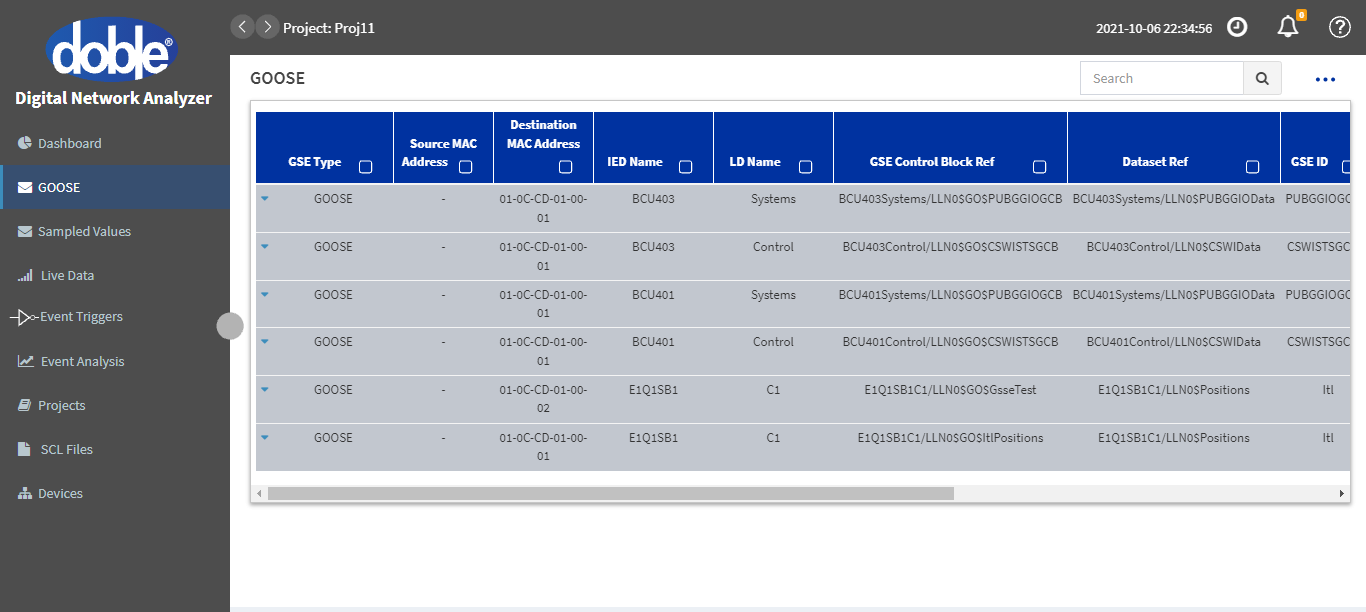 doble®
Digital Network Analyzer
Dashboard
GOOSE
Sampled Values
Live Data
Event Triggers
Event Analysis
Projects
SCL Files
Devices
Project: Proj11
2021-10-06 22:34:56
0
GOOSE
Search
GSE Type
Source MAC
Address
Destination
MAC Address
IED Name
LD Name
GSE Control Block Ref
Dataset Ref
GSE ID
GOOSE - 01-0C-CD-01-00- BCU403 Systems BCU403Systems/LLN0$GO$PUBGGIOGCB BCU403Systems/LLN0$PUBGGIOData PUBGGIOGC
01
GOOSE - 01-0C-CD-01-00- BCU403 Control BCU403Control/LLN0$GO$CSWISTSGCB BCU403Control/LLN0$CSWIData CSWISTSGC
01
GOOSE - 01-0C-CD-01-00- BCU401 Systems BCU401Systems/LLN0$GO$PUBGGIOGCB BCU401Systems/LLN0$PUBGGIOData PUBGGIOGC
01
GOOSE - 01-0C-CD-01-00- BCU401 Control BCU401Control/LLN0$GO$CSWISTSGCB BCU401Control/LLN0$CSWIData CSWISTSGC
01
GOOSE - 01-0C-CD-01-00- E1Q1SB1 C1 E1Q1SB1C1/LLN0$GO$GsseTest E1Q1SB1C1/LLN0$Positions Itl
02
GOOSE - 01-0C-CD-01-00- E1Q1SB1 C1 E1Q1SB1C1/LLN0$GO$ItlPositions E1Q1SB1C1/LLN0$Positions Itl
01